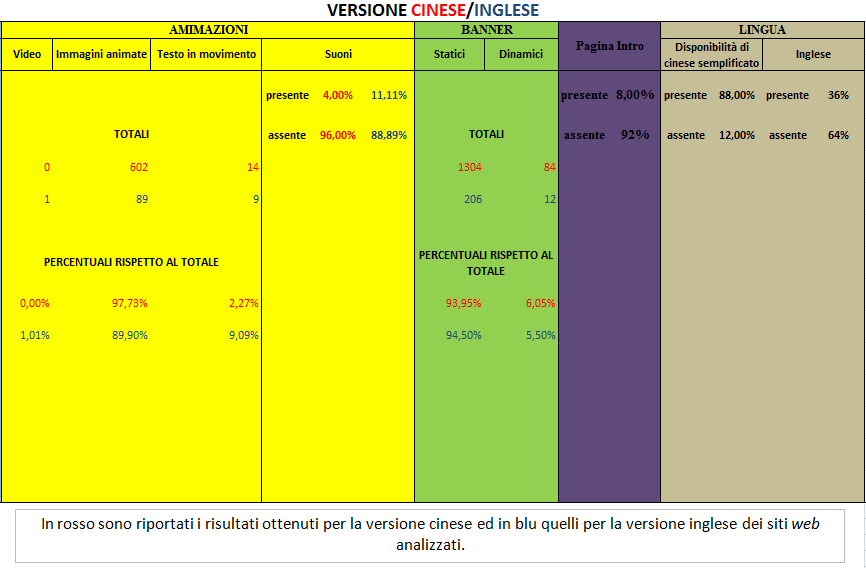 VERSIONE CINESE/INGLESE
AMIMAZIONI BANNER Pagina Intro LINGUA
Video Immagini animate Testo in movimento Suoni Statici Dinamici Disponibilità di cinese semplificato Inglese
presente 4,00% 11,11% presente 8,00% presente 88,00% presente 36%
TOTALI assente 96,00% 88,89% TOTALI assente 92% assente 12,00% assente 64%
0 602 14 1304 84
1 89 9 206 12
PERCENTUALI RISPETTO AL TOTALE PERCENTUALI RISPETTO AL
TOTALE
0,00% 97,73% 2,27% 93,95% 6,05%
1,01% 89,90% 9,09% 94,50% 5,50%
In rosso sono riportati i risultati ottenuti per la versione cinese ed in blu quelli per la versione inglese dei siti web
analizzati.